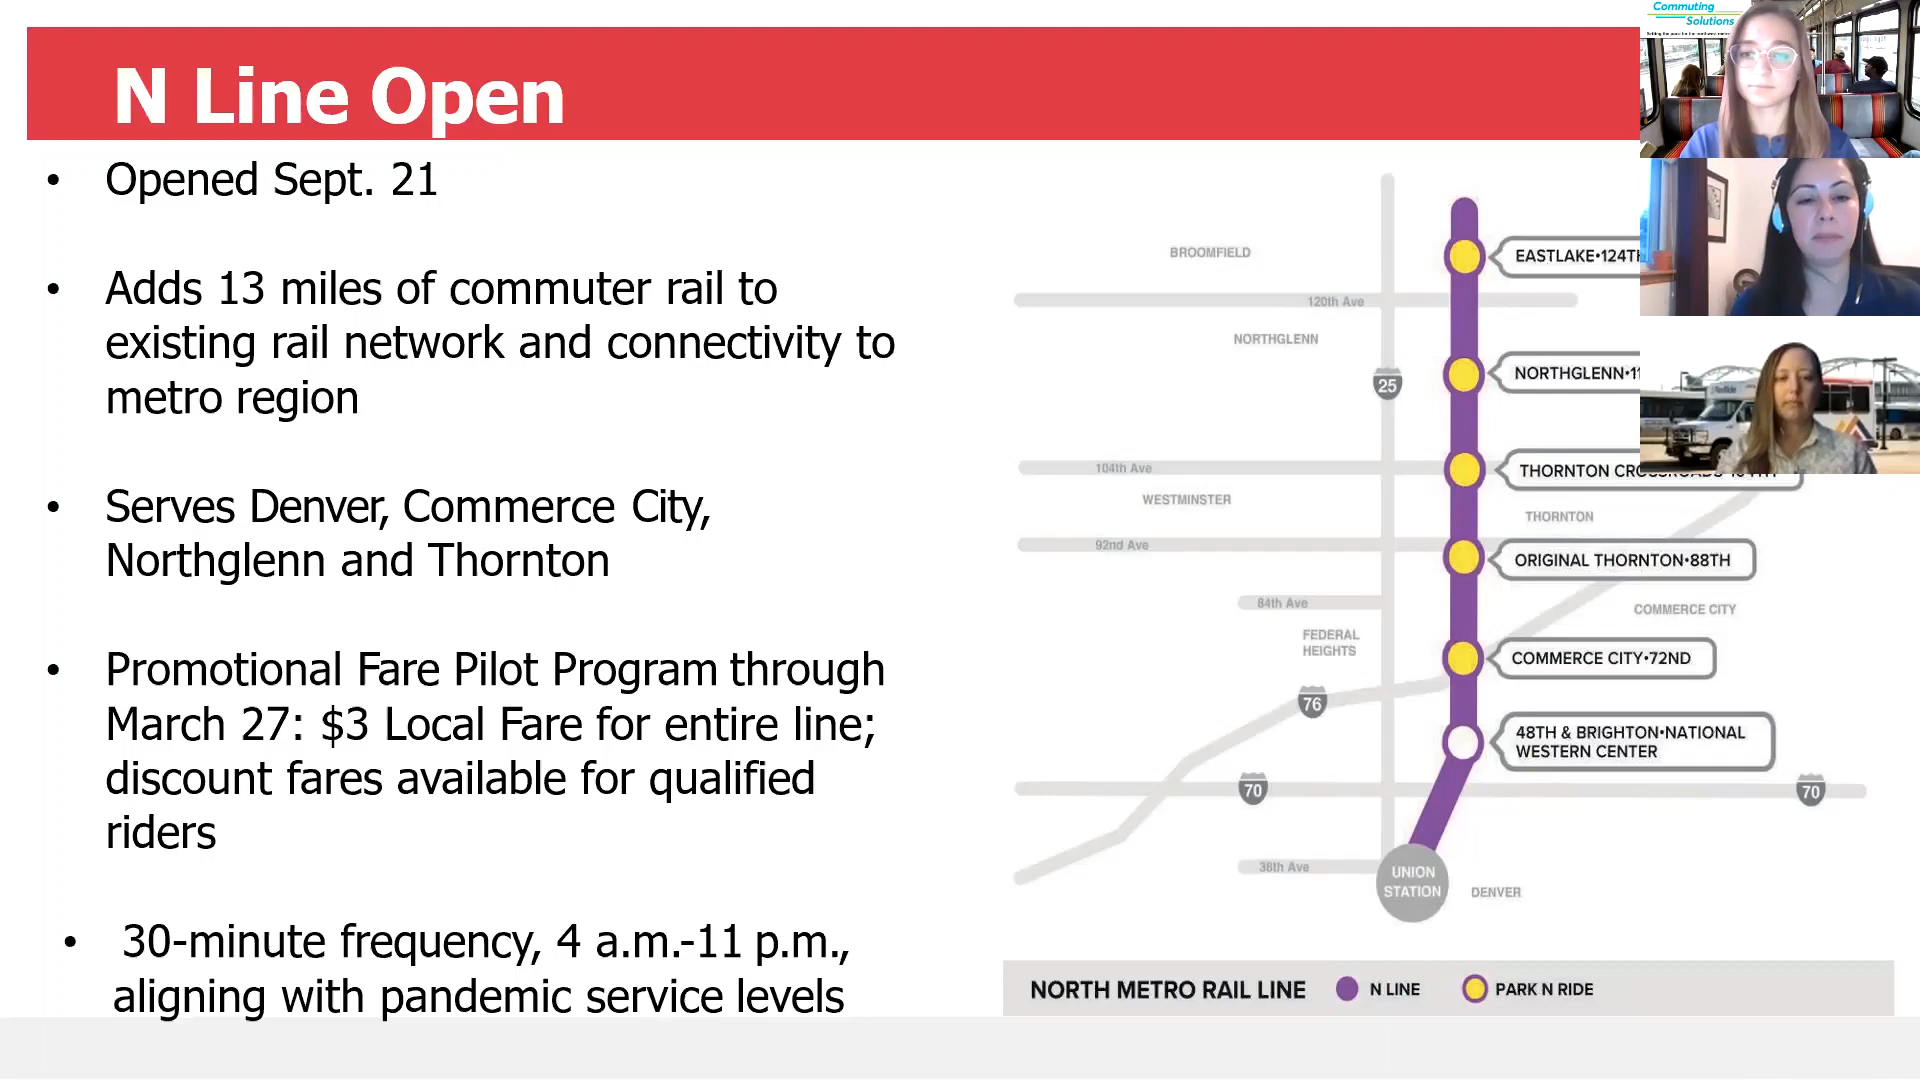 N Line Open
• Opened Sept. 21
• Adds 13 miles of commuter rail to
existing rail network and connectivity to
metro region
• Serves Denver, Commerce City,
Northglenn and Thornton
• Promotional Fare Pilot Program through
March 27: $3 Local Fare for entire line;
discount fares available for qualified
riders
• 30-minute frequency, 4 a.m.-11 p.m.,
aligning with pandemic service levels
Commuting
Solutions
BROOMFIELD
EASTLAKE•124TH
120th Ave
NORTHGLENN
NORTHGLENN•11
25
104th Ave
THORNTON CROSSROADS•104TH
WESTMINSTER
THORNTON
92nd Ave
ORIGINAL THORNTON•88TH
84th Ave
COMMERCE CITY
FEDERAL
HEIGHTS
COMMERCE CITY•72ND
76
48TH & BRIGHTON•NATIONAL
WESTERN CENTER
70
70
38th Ave
UNION
STATION
DENVER
NORTH METRO RAIL LINE
N LINE
PARK N RIDE